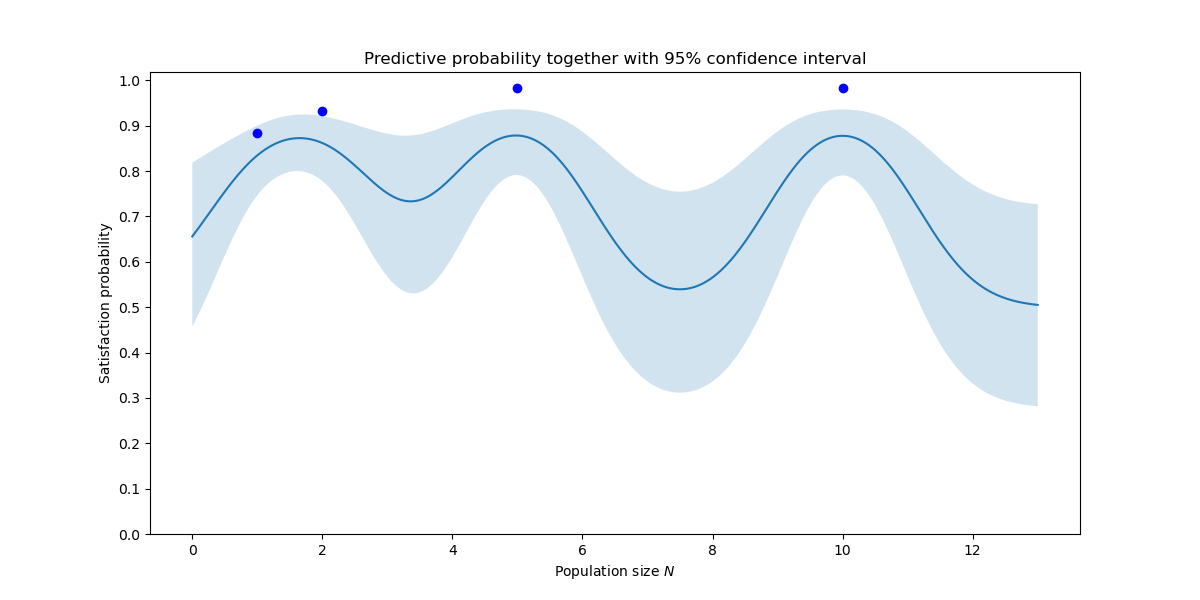 Predictive probability together with 95% confidence interval
1.0
0.9
0.8
0.7
0.6
0.5
0.4
0.3
0.2
0.1
0.0
Satisfaction probability
0 2 4 6 8 10 12
Population size N